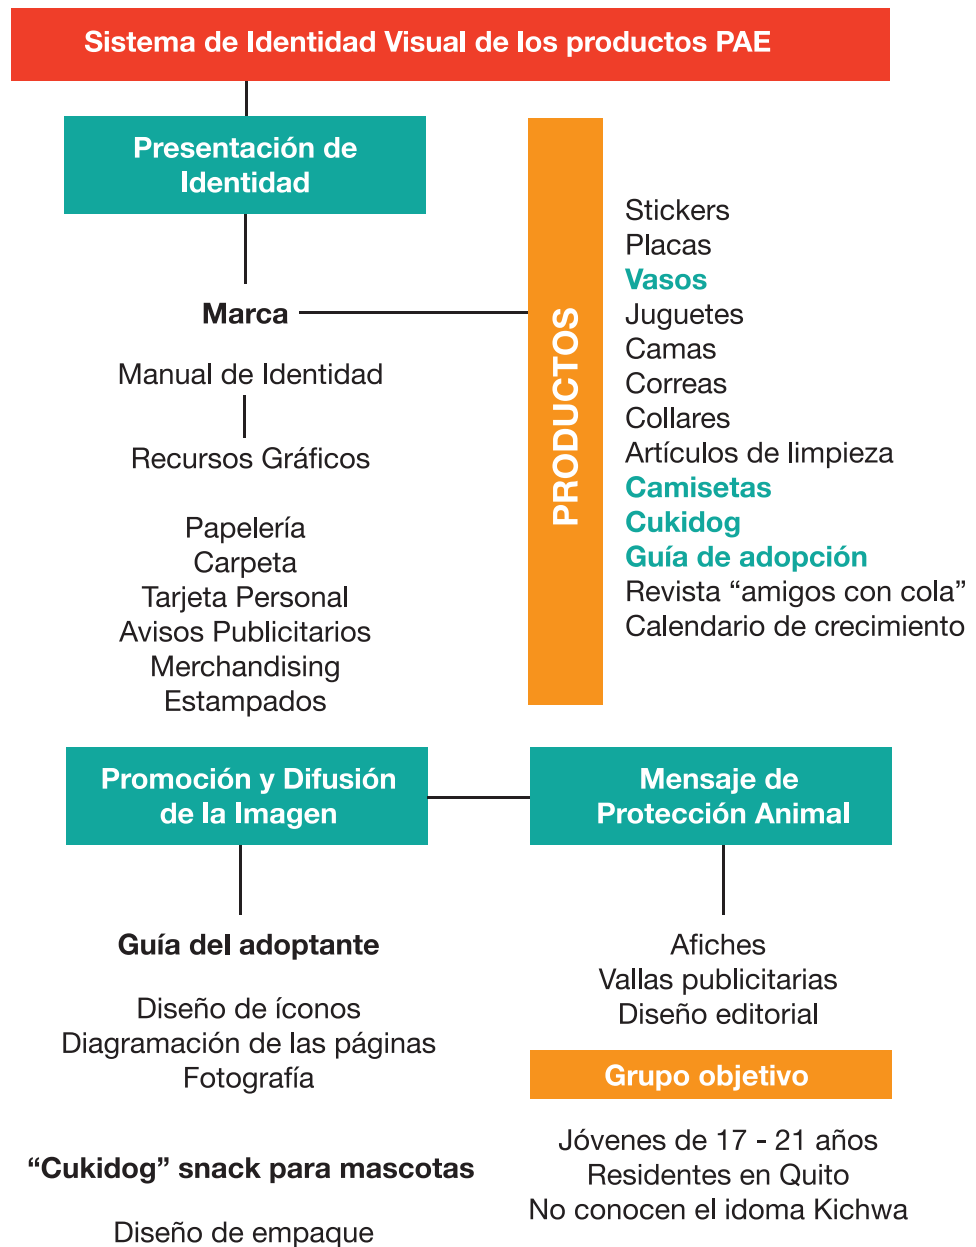 Sistema de Identidad Visual de los productos PAE
Presentación de
Identidad
Marca
Manual de Identidad
Recursos Gráficos
Papelería
Carpeta
Tarjeta Personal
Avisos Publicitarios
Merchandising
Estampados
PRODUCTOS
Stickers
Placas
Vasos
Juguetes
Camas
Correas
Collares
Artículos de limpieza
Camisetas
Cukidog
Guía de adopción
Revista “amigos con cola”
Calendario de crecimiento
Promoción y Difusión
de la Imagen
Guía del adoptante
Diseño de íconos
Diagramación de las páginas
Fotografía
“Cukidog” snack para mascotas
Diseño de empaque
Mensaje de
Protección Animal
Afiches
Vallas publicitarias
Diseño editorial
Grupo objetivo
Jóvenes de 17 - 21 años
Residentes en Quito
No conocen el idoma Kichwa